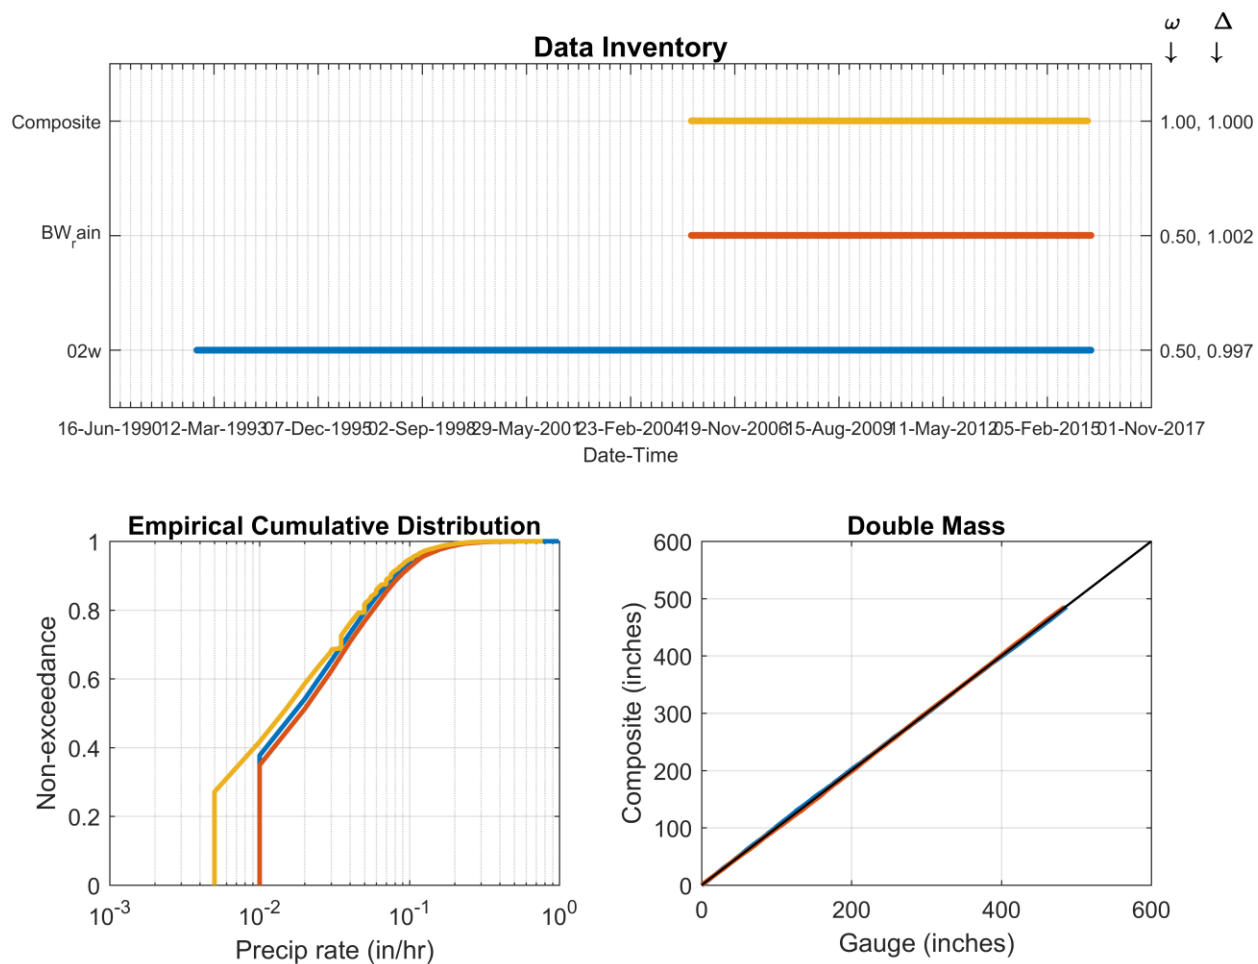 ω Δ
↓ ↓
Data Inventory
Composite 1.00, 1.000
BWrain 0.50, 1.002
02w 0.50, 0.997
16-Jun-1990 12-Mar-1993 07-Dec-1995 02-Sep-1998 29-May-2001 23-Feb-2004 19-Nov-2006 15-Aug-2009 11-May-2012 05-Feb-2015 01-Nov-2017
Date-Time
Empirical Cumulative Distribution
1
0.8
0.6
0.4
0.2
0
Non-exceedance
10^-3 10^-2 10^-1 10^0
Precip rate (in/hr)
Double Mass
600
500
400
300
200
100
0
Composite (inches)
0 200 400 600
Gauge (inches)